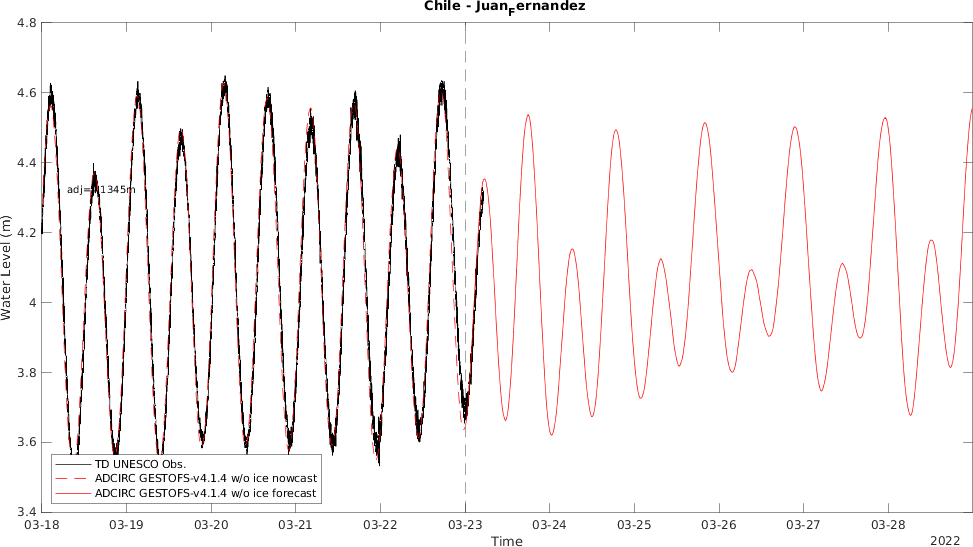 Chile - JuanFernandez
4.8
4.6
4.4
4.2
4
3.8
3.6
3.4
Water Level (m)
1345m
TD UNESCO Obs.
ADCIRC GESTOFS-v4.1.4 w/o ice nowcast
ADCIRC GESTOFS-v4.1.4 w/o ice forecast
03-18
03-19
03-20
03-21
03-22
03-23
03-24
03-25
03-26
03-27
03-28
Time
2022